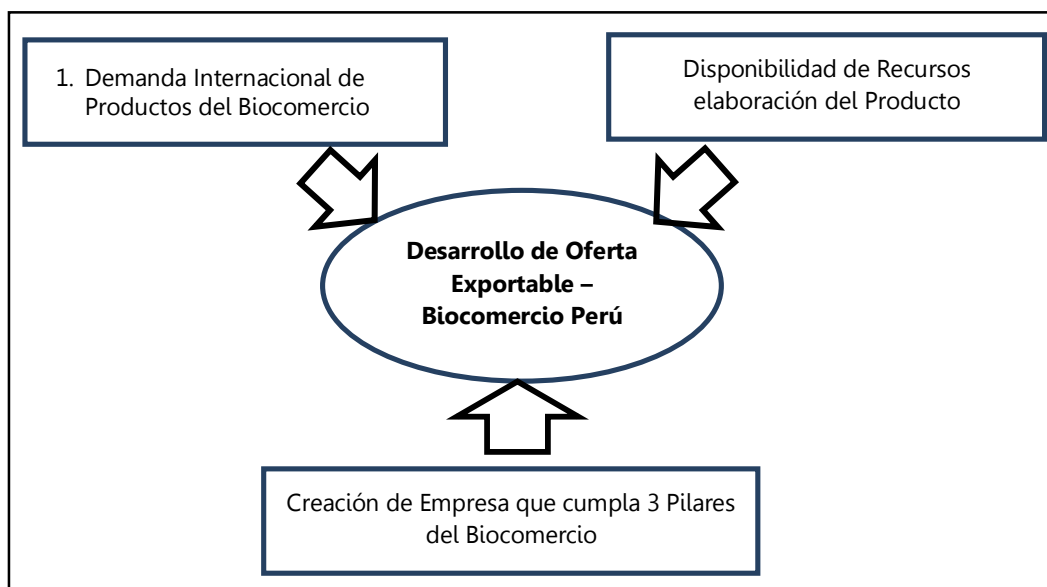 1. Demanda Internacional de
Productos del Biocomercio
Disponibilidad de Recursos
elaboración del Producto
Desarrollo de Oferta
Exportable –
Biocomercio Perú
Creación de Empresa que cumpla 3 Pilares
del Biocomercio